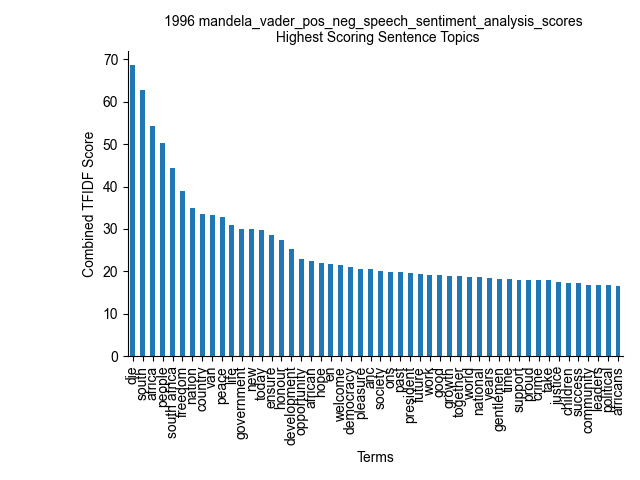 1996 mandela_vader_pos_neg_speech_sentiment_analysis_scores
Highest Scoring Sentence Topics
Combined TFIDF Score
70
60
50
40
30
20
10
0
die
south
africa
people
south africa
freedom
nation
country
van
peace
life
government
new
today
ensure
honour
development
opportunity
african
hope
en
welcome
democracy
pleasure
anc
society
ons
past
president
future
work
good
growth
together
world
national
years
gentlemen
time
support
proud
crime
take
justice
children
success
community
leaders
political
africans
Terms